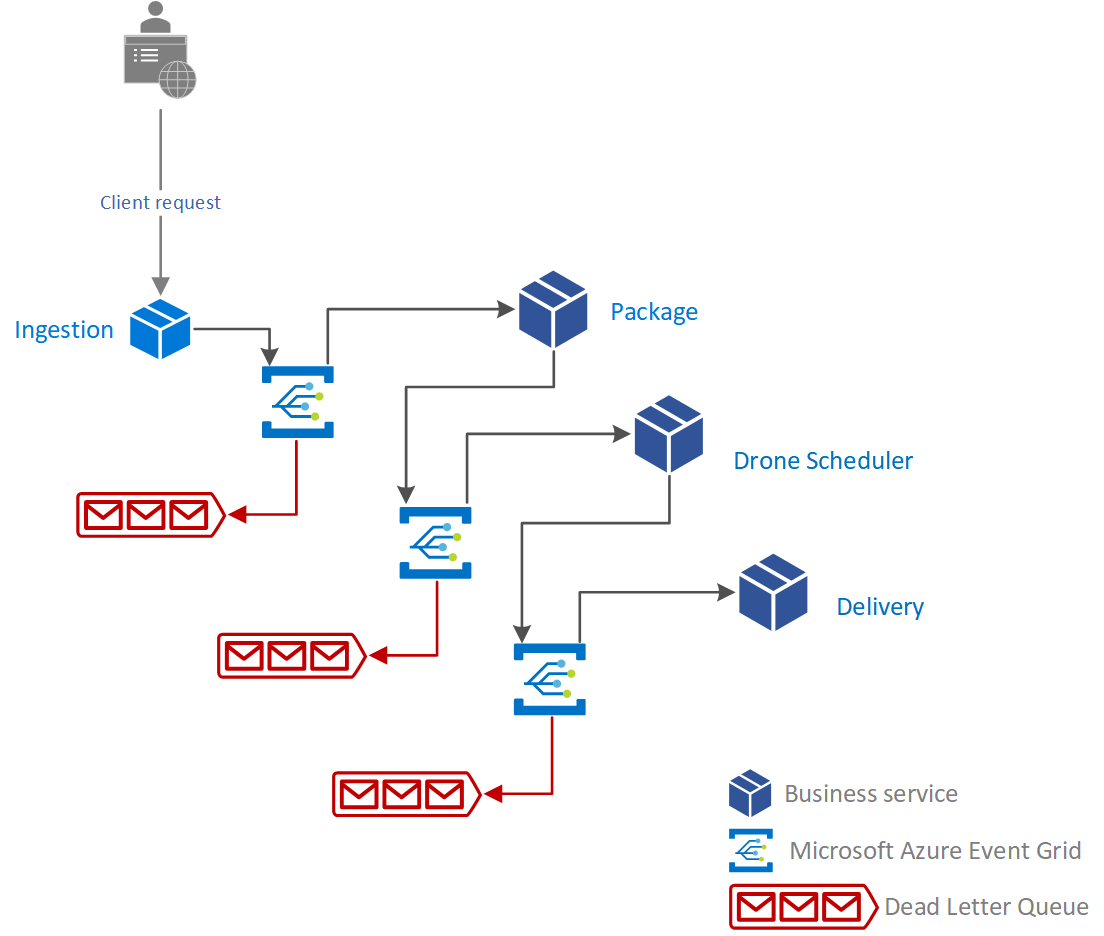 Client request
Ingestion
Package
Drone Scheduler
Delivery
Business service
Microsoft Azure Event Grid
Dead Letter Queue